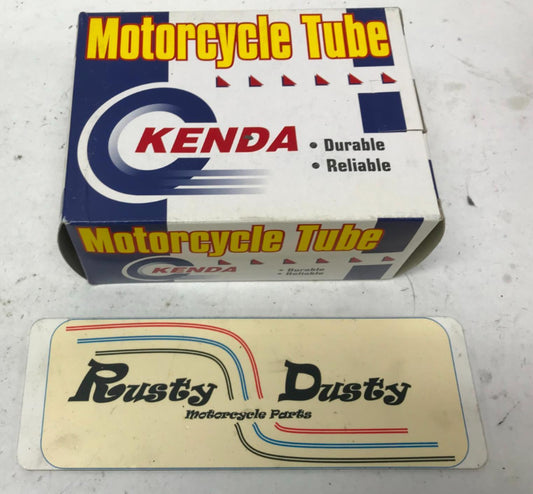 Motorcycle Tube
KENDA
• Durable
• Reliable
Motorcycle Tube
KENDA
• Durable
• Reliable
Rusty Dusty
Motorcycle Parts